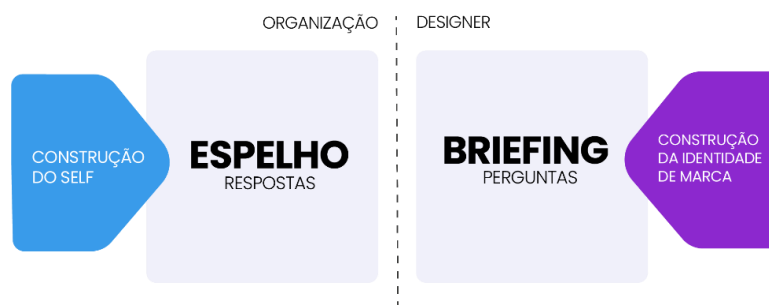 ORGANIZAÇÃO
DESIGNER
CONSTRUÇÃO
DO SELF
ESPELHO
RESPOSTAS
BRIEFING
PERGUNTAS
CONSTRUÇÃO
DA IDENTIDADE
DE MARCA